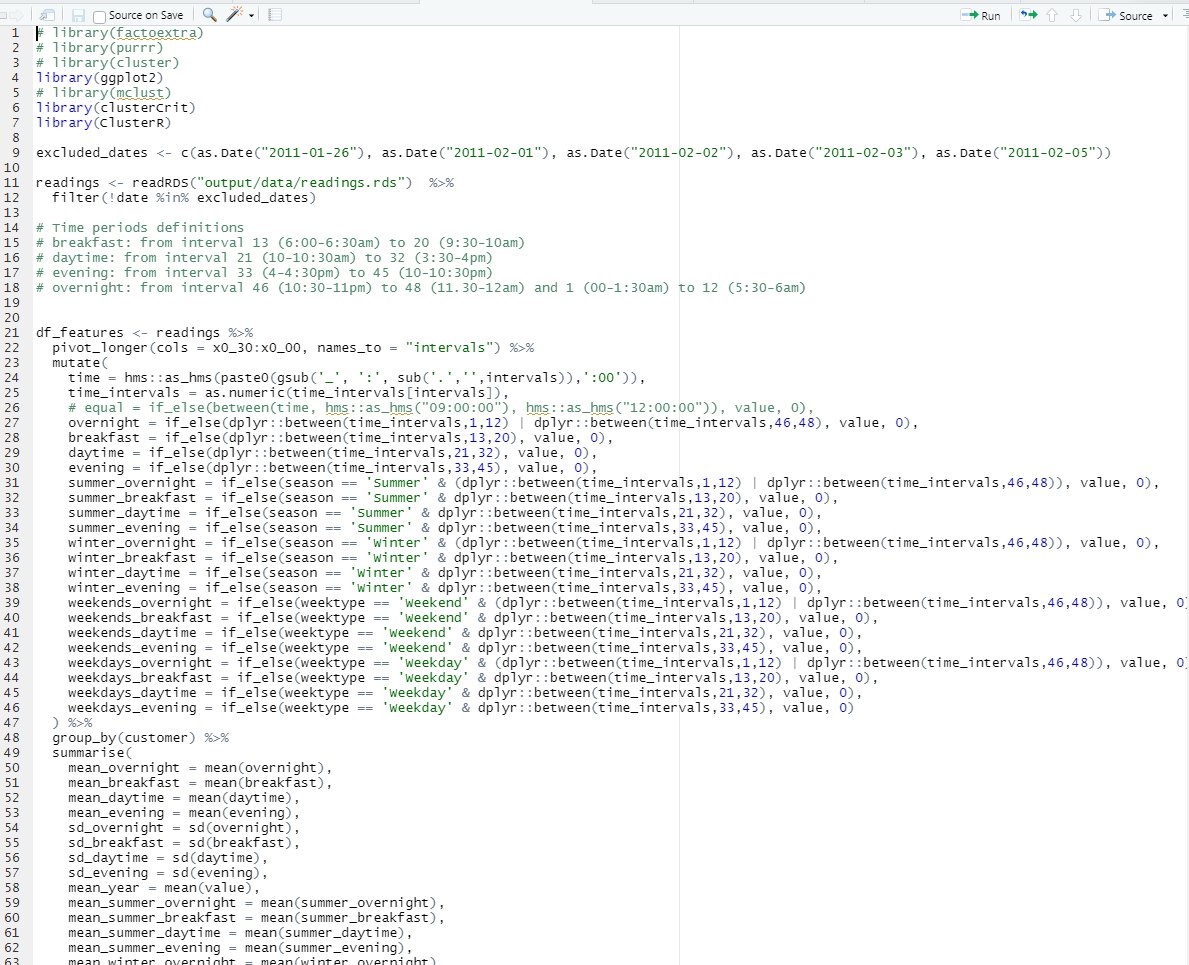 Source on Save
Run
Source
1 # library(factoextra)
2 # library(purrr)
3 # library(cluster)
4 library(ggplot2)
5 # library(mclust)
6 library(clusterCrit)
7 library(ClusterR)
8
9 excluded_dates <- c(as.Date("2011-01-26"), as.Date("2011-02-01"), as.Date("2011-02-02"), as.Date("2011-02-03"), as.Date("2011-02-05"))
10
11 readings <- readRDS("output/data/readings.rds")  %>%
12   filter(!date %in% excluded_dates)
13
14 # Time periods definitions
15 # breakfast: from interval 13 (6:00-6:30am) to 20 (9:30-10am)
16 # daytime: from interval 21 (10-10:30am) to 32 (3:30-4pm)
17 # evening: from interval 33 (4-4:30pm) to 45 (10-10:30pm)
18 # overnight: from interval 46 (10:30-11pm) to 48 (11.30-12am) and 1 (00-1:30am) to 12 (5:30-6am)
19
20
21 df_features <- readings %>%
22   pivot_longer(cols = x0_30:x0_00, names_to = "intervals") %>%
23   mutate(
24     time = hms::as_hms(paste0(gsub('_', ':', sub('.','',intervals)),':00')),
25     time_intervals = as.numeric(time_intervals[intervals]),
26     # equal = if_else(between(time, hms::as_hms("09:00:00"), hms::as_hms("12:00:00")), value, 0),
27     overnight = if_else(dplyr::between(time_intervals,1,12) | dplyr::between(time_intervals,46,48), value, 0),
28     breakfast = if_else(dplyr::between(time_intervals,13,20), value, 0),
29     daytime = if_else(dplyr::between(time_intervals,21,32), value, 0),
30     evening = if_else(dplyr::between(time_intervals,33,45), value, 0),
31     summer_overnight = if_else(season == 'Summer' & (dplyr::between(time_intervals,1,12) | dplyr::between(time_intervals,46,48)), value, 0),
32     summer_breakfast = if_else(season == 'Summer' & dplyr::between(time_intervals,13,20), value, 0),
33     summer_daytime = if_else(season == 'Summer' & dplyr::between(time_intervals,21,32), value, 0),
34     summer_evening = if_else(season == 'Summer' & dplyr::between(time_intervals,33,45), value, 0),
35     winter_overnight = if_else(season == 'Winter' & (dplyr::between(time_intervals,1,12) | dplyr::between(time_intervals,46,48)), value, 0),
36     winter_breakfast = if_else(season == 'Winter' & dplyr::between(time_intervals,13,20), value, 0),
37     winter_daytime = if_else(season == 'Winter' & dplyr::between(time_intervals,21,32), value, 0),
38     winter_evening = if_else(season == 'Winter' & dplyr::between(time_intervals,33,45), value, 0),
39     weekends_overnight = if_else(weektype == 'Weekend' & (dplyr::between(time_intervals,1,12) | dplyr::between(time_intervals,46,48)), value, 0)
40     weekends_breakfast = if_else(weektype == 'Weekend' & dplyr::between(time_intervals,13,20), value, 0),
41     weekends_daytime = if_else(weektype == 'Weekend' & dplyr::between(time_intervals,21,32), value, 0),
42     weekends_evening = if_else(weektype == 'Weekend' & dplyr::between(time_intervals,33,45), value, 0),
43     weekdays_overnight = if_else(weektype == 'Weekday' & (dplyr::between(time_intervals,1,12) | dplyr::between(time_intervals,46,48)), value, 0)
44     weekdays_breakfast = if_else(weektype == 'Weekday' & dplyr::between(time_intervals,13,20), value, 0),
45     weekdays_daytime = if_else(weektype == 'Weekday' & dplyr::between(time_intervals,21,32), value, 0),
46     weekdays_evening = if_else(weektype == 'Weekday' & dplyr::between(time_intervals,33,45), value, 0)
47   ) %>%
48   group_by(customer) %>%
49   summarise(
50     mean_overnight = mean(overnight),
51     mean_breakfast = mean(breakfast),
52     mean_daytime = mean(daytime),
53     mean_evening = mean(evening),
54     sd_overnight = sd(overnight),
55     sd_breakfast = sd(breakfast),
56     sd_daytime = sd(daytime),
57     sd_evening = sd(evening),
58     mean_year = mean(value),
59     mean_summer_overnight = mean(summer_overnight),
60     mean_summer_breakfast = mean(summer_breakfast),
61     mean_summer_daytime = mean(summer_daytime),
62     mean_summer_evening = mean(summer_evening),
63     mean_winter_overnight = mean(winter_overnight)